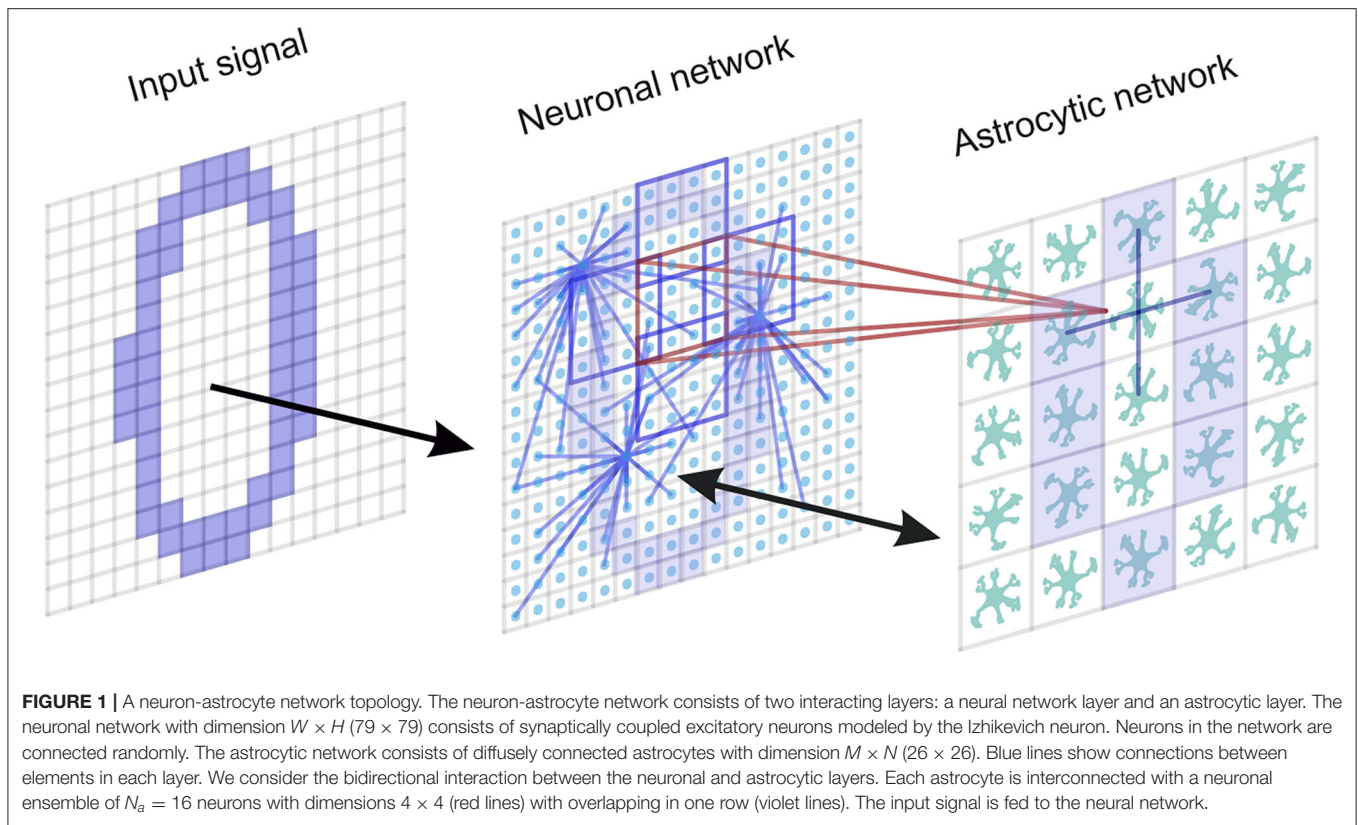 Input signal
Neuronal network
Astrocytic network
FIGURE 1 | A neuron-astrocyte network topology. The neuron-astrocyte network consists of two interacting layers: a neural network layer and an astrocytic layer. The
neuronal network with dimension W × H (79 × 79) consists of synaptically coupled excitatory neurons modeled by the Izhikevich neuron. Neurons in the network are
connected randomly. The astrocytic network consists of diffusely connected astrocytes with dimension M × N (26 × 26). Blue lines show connections between
elements in each layer. We consider the bidirectional interaction between the neuronal and astrocytic layers. Each astrocyte is interconnected with a neuronal
ensemble of Na = 16 neurons with dimensions 4 × 4 (red lines) with overlapping in one row (violet lines). The input signal is fed to the neural network.